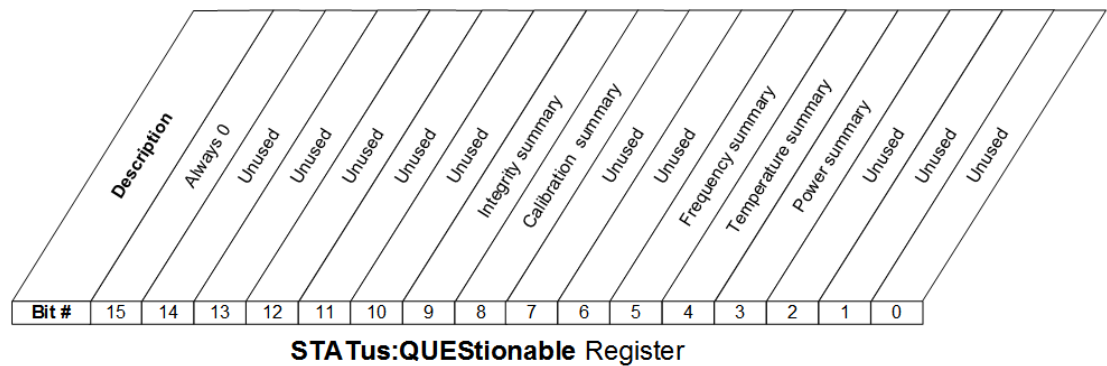 Description
Always 0
Unused
Unused
Unused
Unused
Unused
Integrity summary
Calibration summary
Unused
Unused
Frequency summary
Temperature summary
Power summary
Unused
Unused
Unused
Bit # 15 14 13 12 11 10 9 8 7 6 5 4 3 2 1 0
STATus:QUEStionable Register